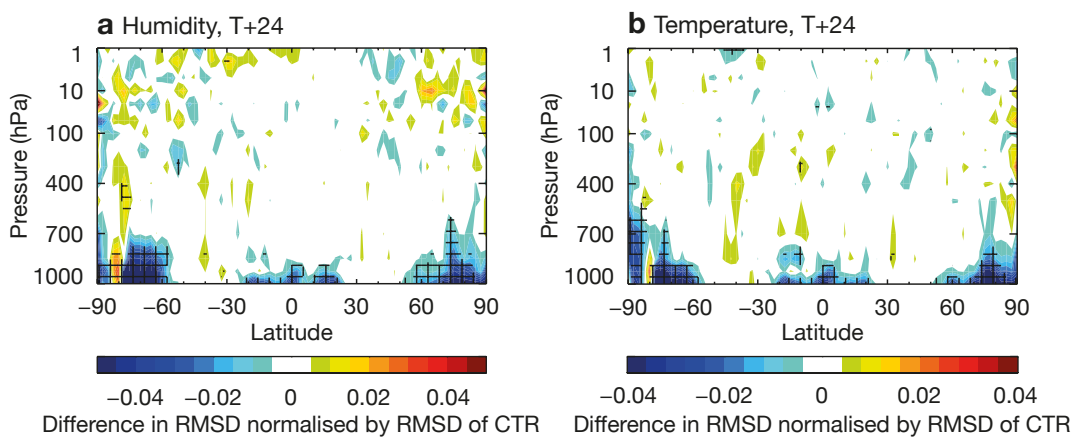 a Humidity, T+24
Pressure (hPa)
1
10
100
400
700
1000
−90 −60 −30 0 30 60 90
Latitude
−0.04 −0.02 0 0.02 0.04
Difference in RMSD normalised by RMSD of CTR
b Temperature, T+24
Pressure (hPa)
1
10
100
400
700
1000
−90 −60 −30 0 30 60 90
Latitude
−0.04 −0.02 0 0.02 0.04
Difference in RMSD normalised by RMSD of CTR